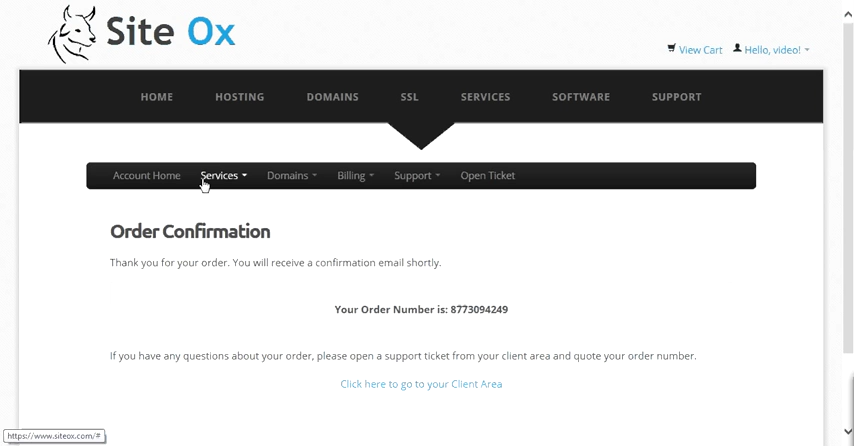 Site Ox
View Cart Hello, video!
HOME HOSTING DOMAINS SSL SERVICES SOFTWARE SUPPORT
Account Home Services Domains Billing Support Open Ticket
Order Confirmation
Thank you for your order. You will receive a confirmation email shortly.
Your Order Number is: 8773094249
If you have any questions about your order, please open a support ticket from your client area and quote your order number.
Click here to go to your Client Area
https://www.siteox.com/#